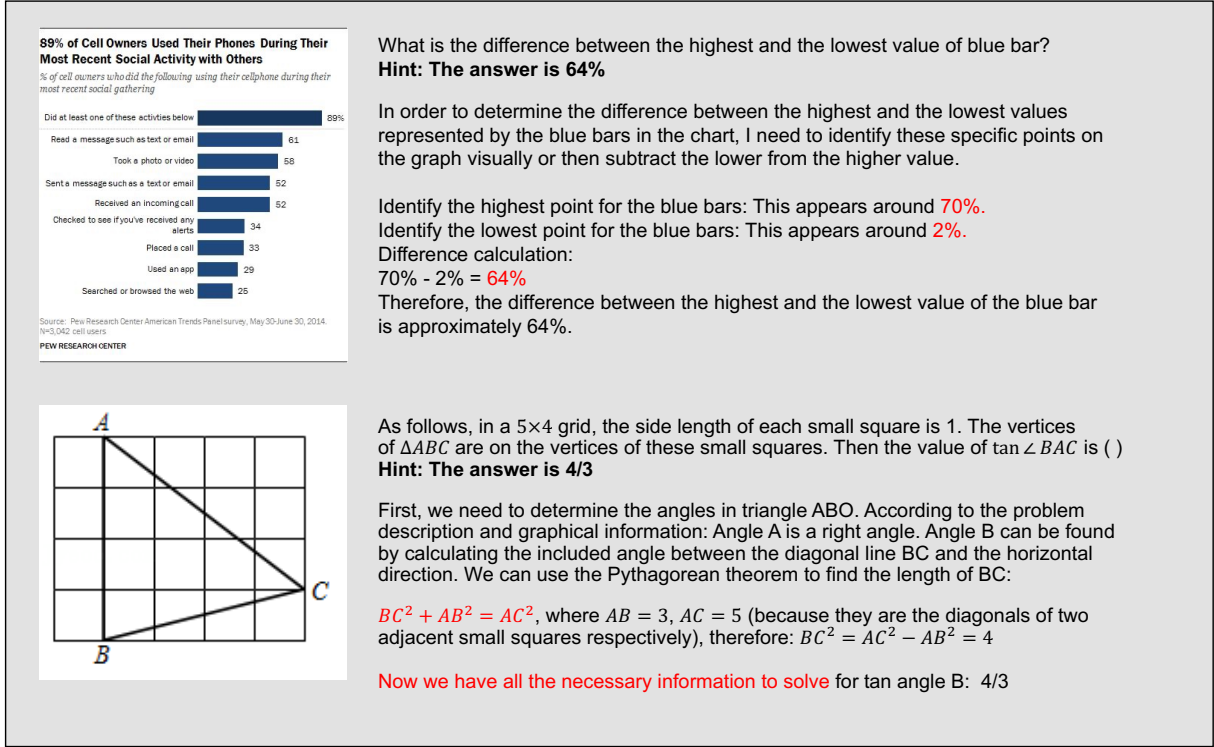 89% of Cell Owners Used Their Phones During Their
Most Recent Social Activity with Others
% of cell owners who did the following using their cellphone during their
most recent social gathering
Did at least one of these activties below 89%
Read a message such as text or email 61
Took a photo or video 58
Sent a message such as a text or email 52
Received an incoming call 52
Checked to see if you've received any
alerts 34
Placed a call 33
Used an app 29
Searched or browsed the web 25
Source: Pew Research Center American Trends Panel survey, May 30-June 30, 2014.
N=3,042 cell users
PEW RESEARCH CENTER
What is the difference between the highest and the lowest value of blue bar?
Hint: The answer is 64%
In order to determine the difference between the highest and the lowest values
represented by the blue bars in the chart, I need to identify these specific points on
the graph visually or then subtract the lower from the higher value.
Identify the highest point for the blue bars: This appears around 70%.
Identify the lowest point for the blue bars: This appears around 2%.
Difference calculation:
70% - 2% = 64%
Therefore, the difference between the highest and the lowest value of the blue bar
is approximately 64%.
A
C
B
As follows, in a 5×4 grid, the side length of each small square is 1. The vertices
of ΔABC are on the vertices of these small squares. Then the value of tan∠BAC is ( )
Hint: The answer is 4/3
First, we need to determine the angles in triangle ABO. According to the problem
description and graphical information: Angle A is a right angle. Angle B can be found
by calculating the included angle between the diagonal line BC and the horizontal
direction. We can use the Pythagorean theorem to find the length of BC:
BC² + AB² = AC², where AB = 3, AC = 5 (because they are the diagonals of two
adjacent small squares respectively), therefore: BC² = AC² − AB² = 4
Now we have all the necessary information to solve for tan angle B: 4/3